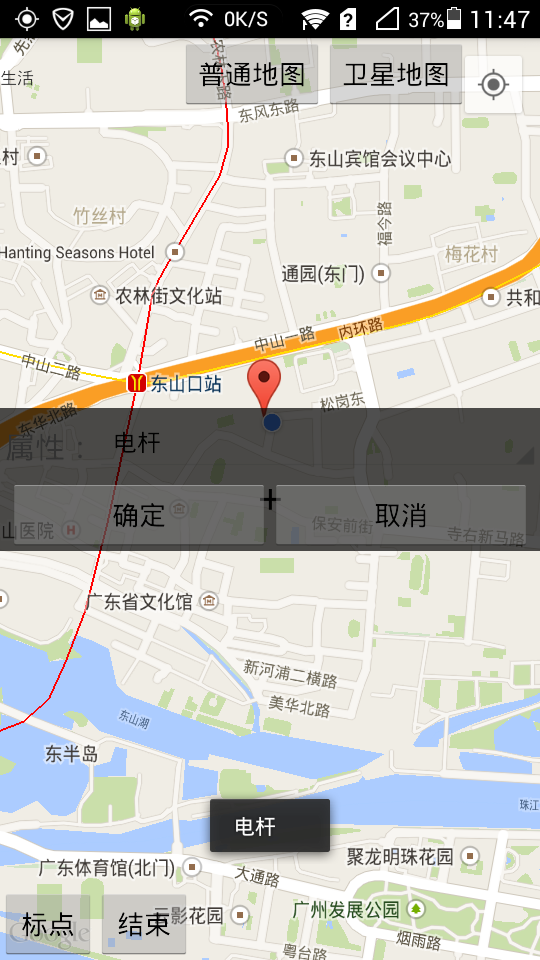 0K/S
37%
11:47
农林下路
普通地图 卫星地图
生活
东风东路
村
东山宾馆会议中心
竹丝村
福今路
Hanting Seasons Hotel
梅花村
通园(东门)
农林街文化站
共和
中山一路 内环路
中山二路
东山口站
松岗东
东华北路
属性： 电杆
确定 取消
山医院 H
保安前街
寺右新马路
广东省文化馆
新河浦二横路
美华北路
东山湖
东半岛
珠江
电杆
广东体育馆(北门)
聚龙明珠花园
大通路
影花园
广州发展公园
标点 结束
烟雨路
粤雅台
Google